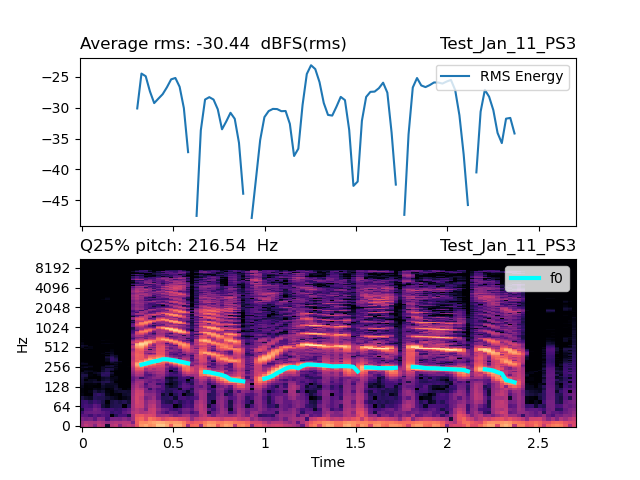 Average rms: -30.44  dBFS(rms) Test_Jan_11_PS3
RMS Energy
−25
−30
−35
−40
−45
Q25% pitch: 216.54  Hz Test_Jan_11_PS3
f0
8192
4096
2048
1024
512
256
128
64
0
Hz
0 0.5 1 1.5 2 2.5
Time